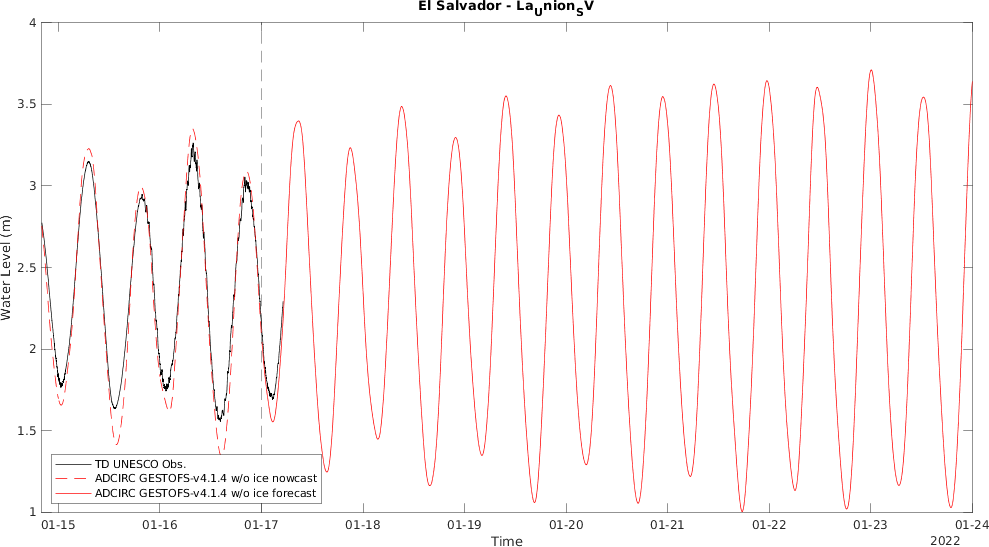 El Salvador - LaUnionSV
4
3.5
3
2.5
2
1.5
1
Water Level (m)
TD UNESCO Obs.
ADCIRC GESTOFS-v4.1.4 w/o ice nowcast
ADCIRC GESTOFS-v4.1.4 w/o ice forecast
01-15 01-16 01-17 01-18 01-19 01-20 01-21 01-22 01-23 01-24
Time
2022